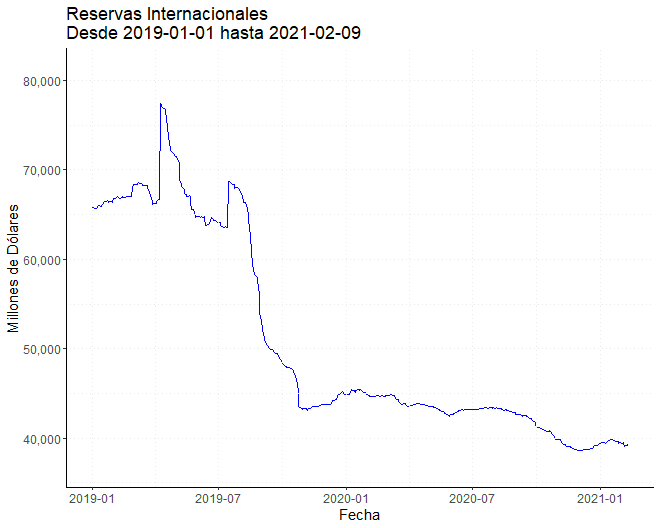 Reservas Internacionales
Desde 2019-01-01 hasta 2021-02-09
80,000
70,000
60,000
50,000
40,000
Millones de Dólares
2019-01
2019-07
2020-01
2020-07
2021-01
Fecha